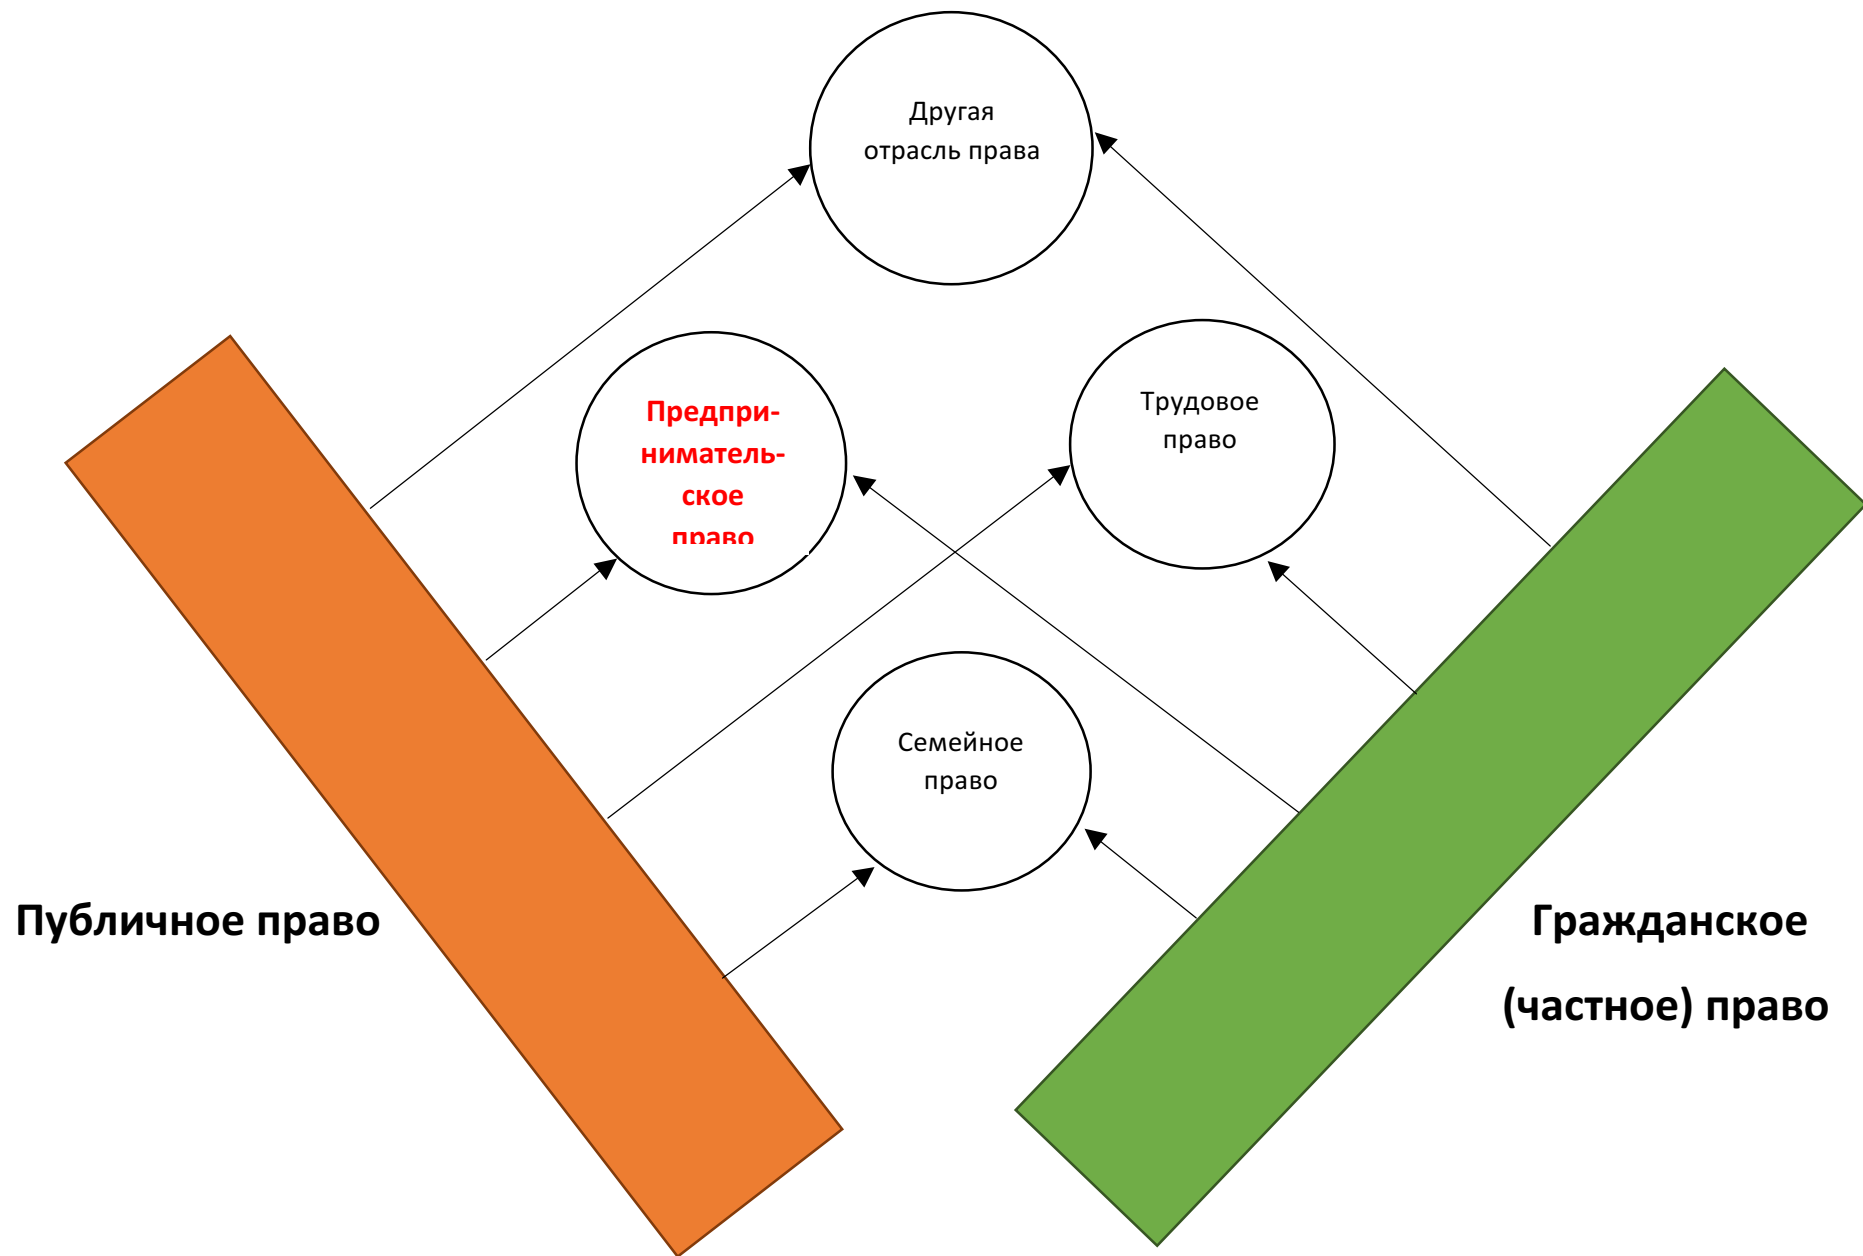 Другая
отрасль права
Предпри-
ниматель-
ское
право
Трудовое
право
Семейное
право
Публичное право
Гражданское
(частное) право